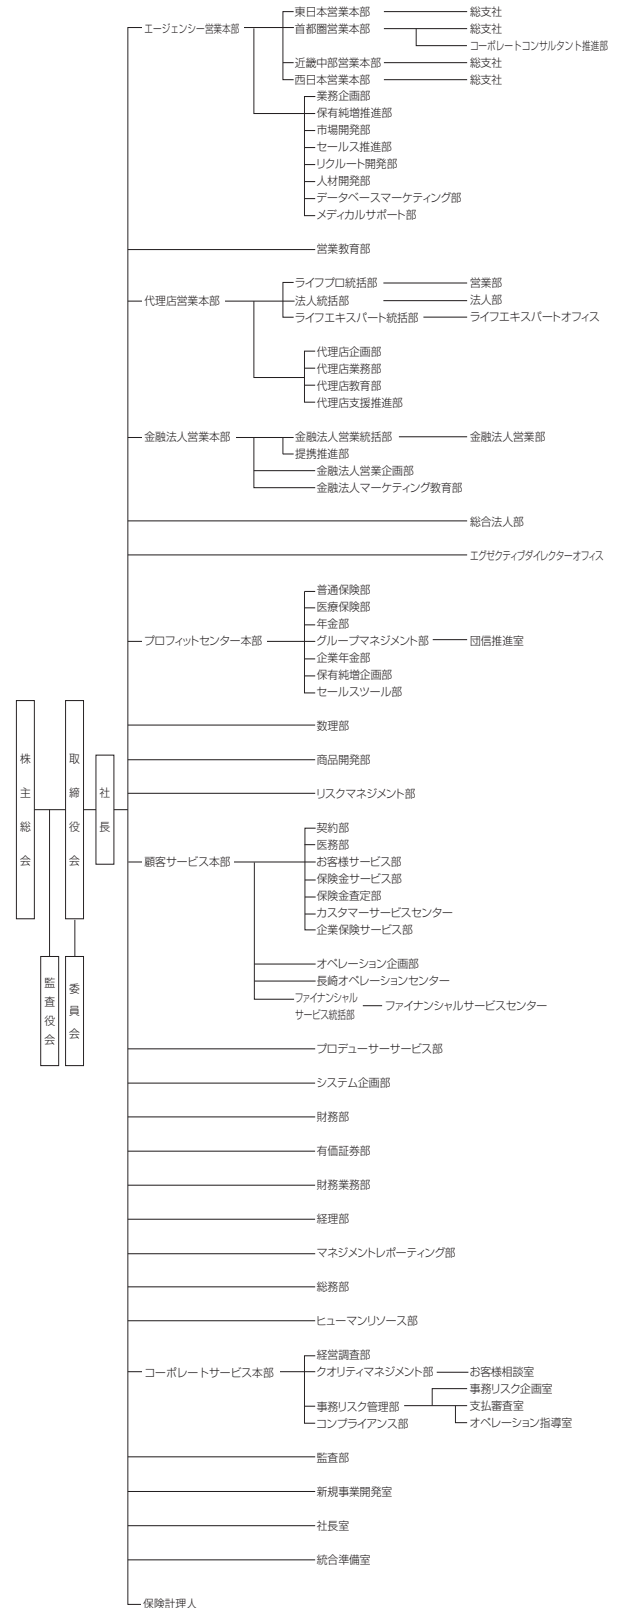 エージェンシー営業本部
東日本営業本部
総支社
首都圏営業本部
総支社
コーポレートコンサルタント推進部
近畿中部営業本部
総支社
西日本営業本部
総支社
業務企画部
保有純増推進部
市場開発部
セールス推進部
リクルート開発部
人材開発部
データベースマーケティング部
メディカルサポート部
営業教育部
代理店営業本部
ライフプロ統括部
営業部
法人統括部
法人部
ライフエキスパート統括部
ライフエキスパートオフィス
代理店企画部
代理店業務部
代理店教育部
代理店支援推進部
金融法人営業本部
金融法人営業統括部
金融法人営業部
提携推進部
金融法人営業企画部
金融法人マーケティング教育部
総合法人部
エグゼクティブダイレクターオフィス
プロフィットセンター本部
普通保険部
医療保険部
年金部
グループマネジメント部
団信推進室
企業年金部
保有純増企画部
セールスツール部
株主総会
取締役会
社長
監査役会
委員会
数理部
商品開発部
リスクマネジメント部
顧客サービス本部
契約部
医務部
お客様サービス部
保険金サービス部
保険金査定部
カスタマーサービスセンター
企業保険サービス部
オペレーション企画部
長崎オペレーションセンター
ファイナンシャル
サービス統括部
ファイナンシャルサービスセンター
プロデューサーサービス部
システム企画部
財務部
有価証券部
財務業務部
経理部
マネジメントレポーティング部
総務部
ヒューマンリソース部
コーポレートサービス本部
経営調査部
クオリティマネジメント部
お客様相談室
事務リスク管理部
事務リスク企画室
支払審査室
オペレーション指導室
コンプライアンス部
監査部
新規事業開発室
社長室
統合準備室
保険計理人